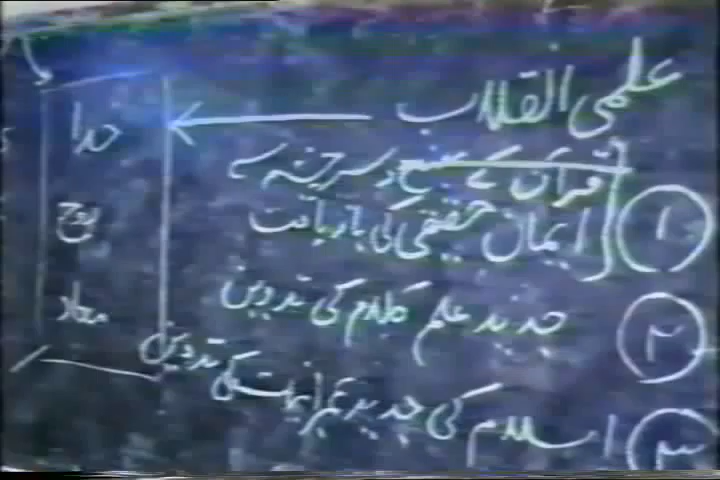 علمی انقلاب
۱ قرآن کے منبع و سرچشمہ سے
ایمان حقیقی کی بازیافت
۲ جدید علم کلام کی تدوین
۳ اسلام کی جدید عمرانیات کی تدوین
خدا
روح
معاد